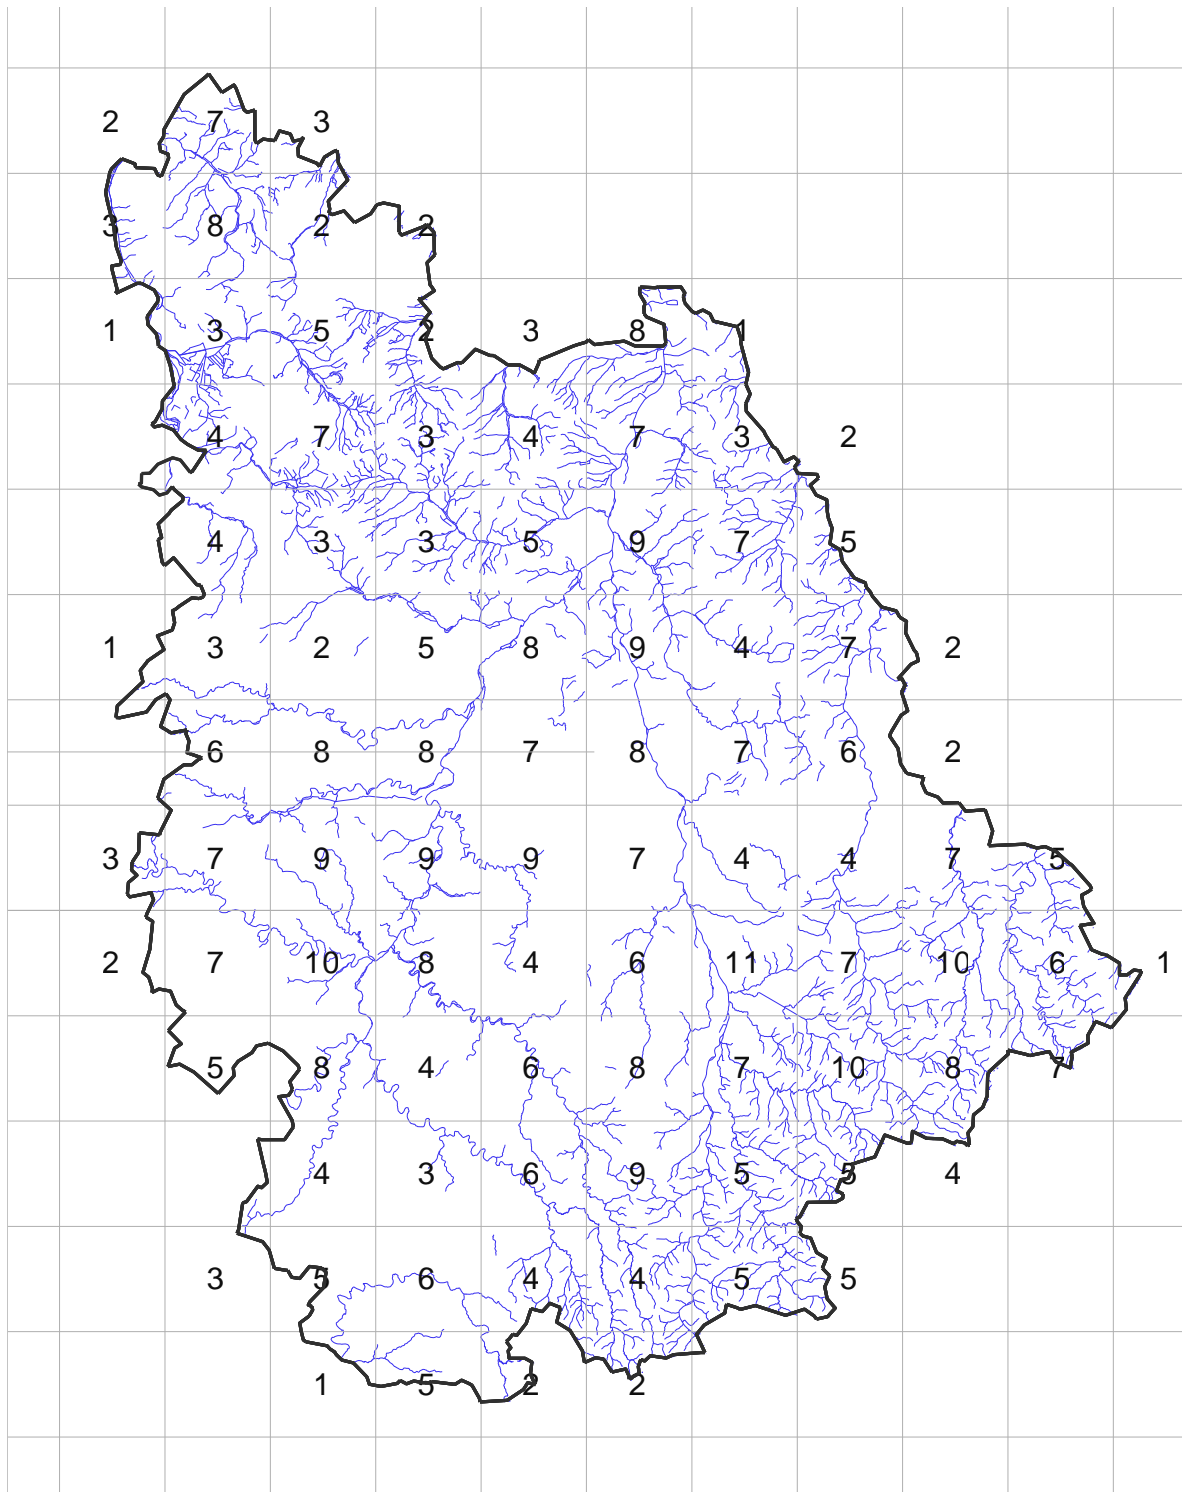 2 7 3
3 8 2 2
1 3 5 2 3 8 1
4 7 3 4 7 3 2
4 3 3 5 9 7 5
1 3 2 5 8 9 4 7 2
6 8 8 7 8 7 6 2
3 7 9 9 9 7 4 4 7 5
2 7 10 8 4 6 11 7 10 6 1
5 8 4 6 8 7 10 8 7
4 3 6 9 5 5 4
3 5 6 4 4 5 5
1 5 2 2